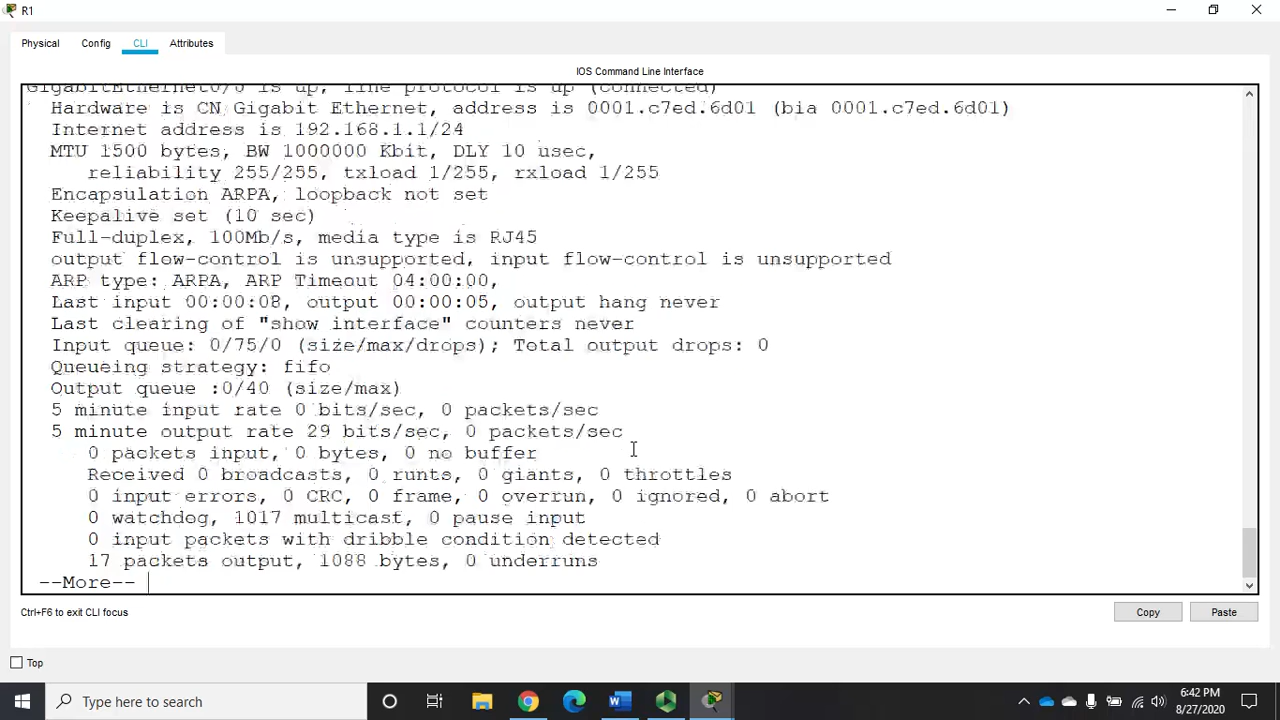 R1
Physical Config CLI Attributes
IOS Command Line Interface
GigabitEthernet0/0 is up, line protocol is up (connected)
Hardware is CN Gigabit Ethernet, address is 0001.c7ed.6d01 (bia 0001.c7ed.6d01)
Internet address is 192.168.1.1/24
MTU 1500 bytes, BW 1000000 Kbit, DLY 10 usec,
reliability 255/255, txload 1/255, rxload 1/255
Encapsulation ARPA, loopback not set
Keepalive set (10 sec)
Full-duplex, 100Mb/s, media type is RJ45
output flow-control is unsupported, input flow-control is unsupported
ARP type: ARPA, ARP Timeout 04:00:00,
Last input 00:00:08, output 00:00:05, output hang never
Last clearing of "show interface" counters never
Input queue: 0/75/0 (size/max/drops); Total output drops: 0
Queueing strategy: fifo
Output queue :0/40 (size/max)
5 minute input rate 0 bits/sec, 0 packets/sec
5 minute output rate 29 bits/sec, 0 packets/sec
0 packets input, 0 bytes, 0 no buffer
Received 0 broadcasts, 0 runts, 0 giants, 0 throttles
0 input errors, 0 CRC, 0 frame, 0 overrun, 0 ignored, 0 abort
0 watchdog, 1017 multicast, 0 pause input
0 input packets with dribble condition detected
17 packets output, 1088 bytes, 0 underruns
--More--
Ctrl+F6 to exit CLI focus
Copy Paste
Top
Type here to search
6:42 PM
8/27/2020